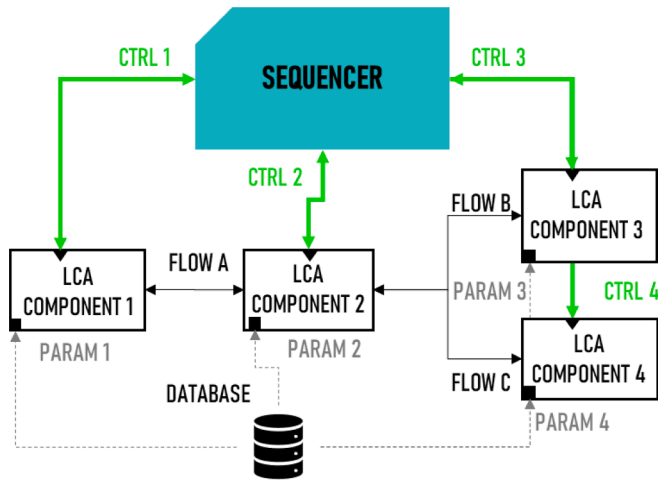 CTRL 1
CTRL 3
SEQUENCER
CTRL 2
LCA
COMPONENT 3
FLOW B
FLOW A
LCA
COMPONENT 1
LCA
COMPONENT 2
PARAM 3
CTRL 4
PARAM 1
PARAM 2
LCA
COMPONENT 4
FLOW C
DATABASE
PARAM 4